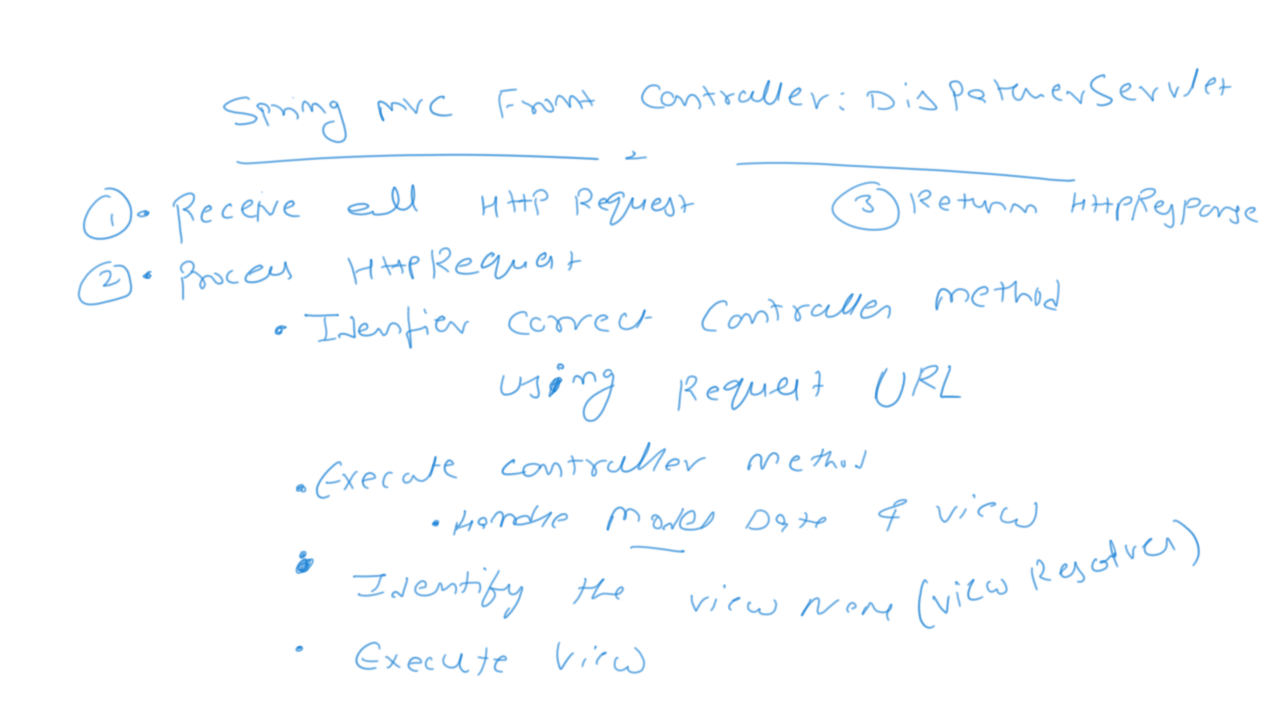 Spring mvc Front Controller: DispatcherServlet
① • Receive all HTTP Request
③ Return HTTPResponse
② • Process HTTPRequest
• Idenfier correct Controller method
using Request URL
• Execute controller method
• Handle Model Data & view
• Identify the view name (view Resolver)
• Execute view